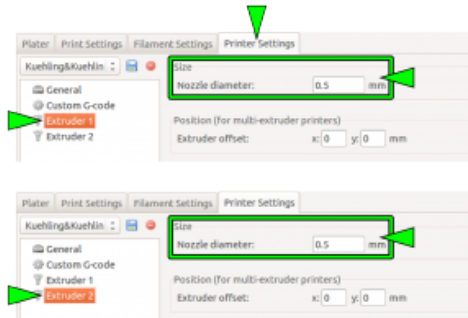 Plater Print Settings Filament Settings Printer Settings
Kuehling&Kuehlin
Size
Nozzle diameter: 0.5 mm
General
Custom G-code
Extruder 1
Extruder 2
Position (for multi-extruder printers)
Extruder offset: x: 0 y: 0 mm
Plater Print Settings Filament Settings Printer Settings
Kuehling&Kuehlin
Size
Nozzle diameter: 0.5 mm
General
Custom G-code
Extruder 1
Extruder 2
Position (for multi-extruder printers)
Extruder offset: x: 0 y: 0 mm